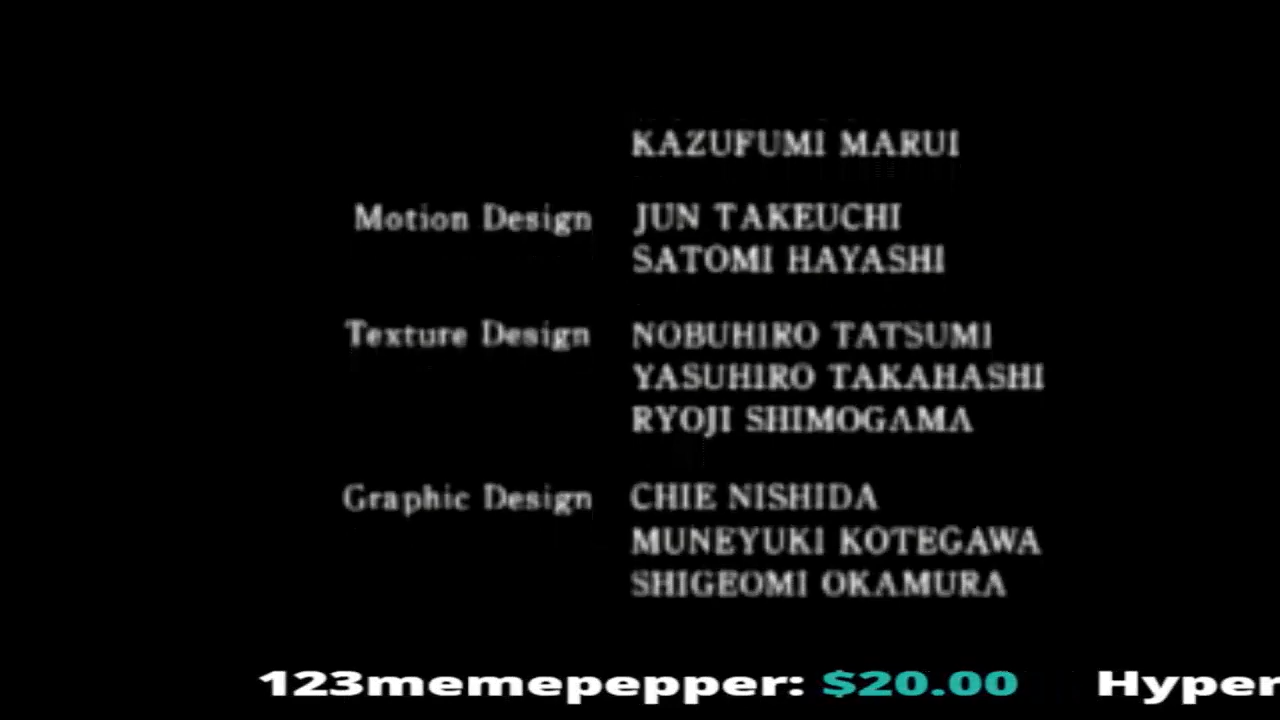 KAZUFUMI MARUI
Motion Design JUN TAKEUCHI
SATOMI HAYASHI
Texture Design NOBUHIRO TATSUMI
YASUHIRO TAKAHASHI
RYOJI SHIMOGAMA
Graphic Design CHIE NISHIDA
MUNEYUKI KOTEGAWA
SHIGEOMI OKAMURA
123memepepper: $20.00 Hyper